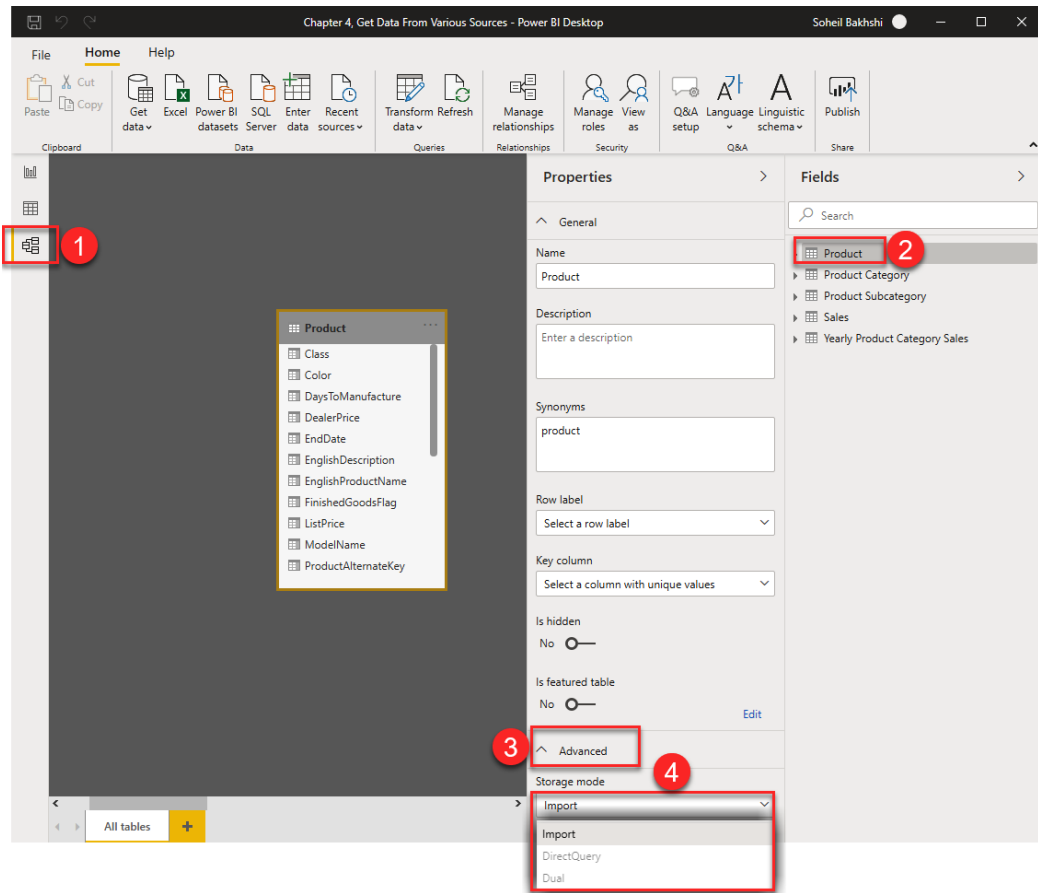 Chapter 4, Get Data From Various Sources - Power BI Desktop
Soheil Bakhshi
File
Home
Help
Paste
Cut
Copy
Clipboard
Get data
Excel
Power BI datasets
SQL Server
Enter data
Recent sources
Data
Transform data
Refresh
Queries
Manage relationships
Relationships
Manage roles
View as
Security
Q&A setup
Language
Linguistic schema
Q&A
Publish
Share
1
Product
Class
Color
DaysToManufacture
DealerPrice
EndDate
EnglishDescription
EnglishProductName
FinishedGoodsFlag
ListPrice
ModelName
ProductAlternateKey
All tables
Properties
General
Name
Product
Description
Enter a description
Synonyms
product
Row label
Select a row label
Key column
Select a column with unique values
Is hidden
No
Is featured table
No
Edit
3
Advanced
4
Storage mode
Import
Import
DirectQuery
Dual
Fields
Search
Product
2
Product Category
Product Subcategory
Sales
Yearly Product Category Sales